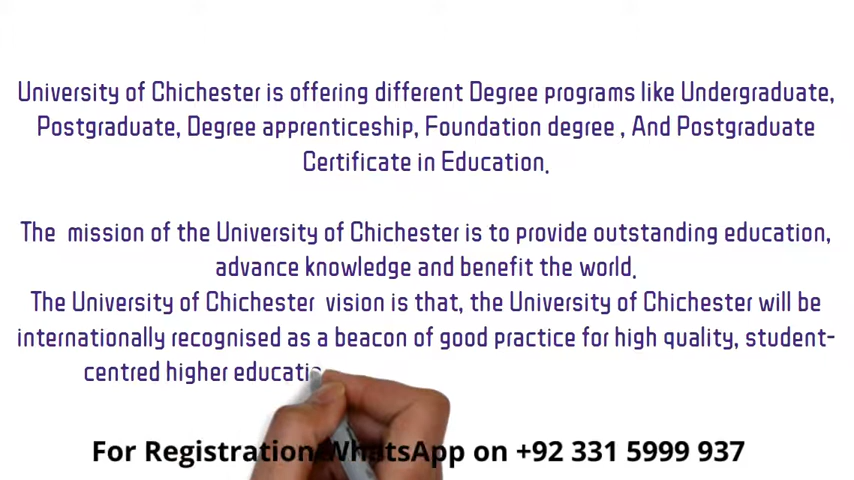 University of Chichester is offering different Degree programs like Undergraduate,
Postgraduate, Degree apprenticeship, Foundation degree , And Postgraduate
Certificate in Education.
The mission of the University of Chichester is to provide outstanding education,
advance knowledge and benefit the world.
The University of Chichester vision is that, the University of Chichester will be
internationally recognised as a beacon of good practice for high quality, student-
centred higher
For Registration WhatsApp on +92 331 5999 937